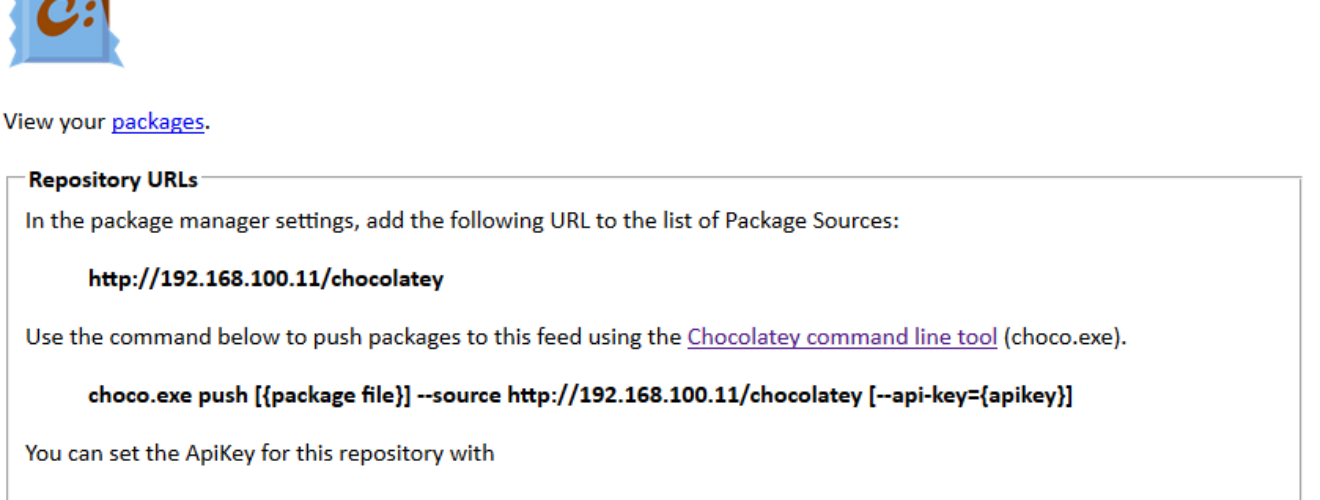 C:
View your packages.
Repository URLs
In the package manager settings, add the following URL to the list of Package Sources:
http://192.168.100.11/chocolatey
Use the command below to push packages to this feed using the Chocolatey command line tool (choco.exe).
choco.exe push [{package file}] --source http://192.168.100.11/chocolatey [--api-key={apikey}]
You can set the ApiKey for this repository with